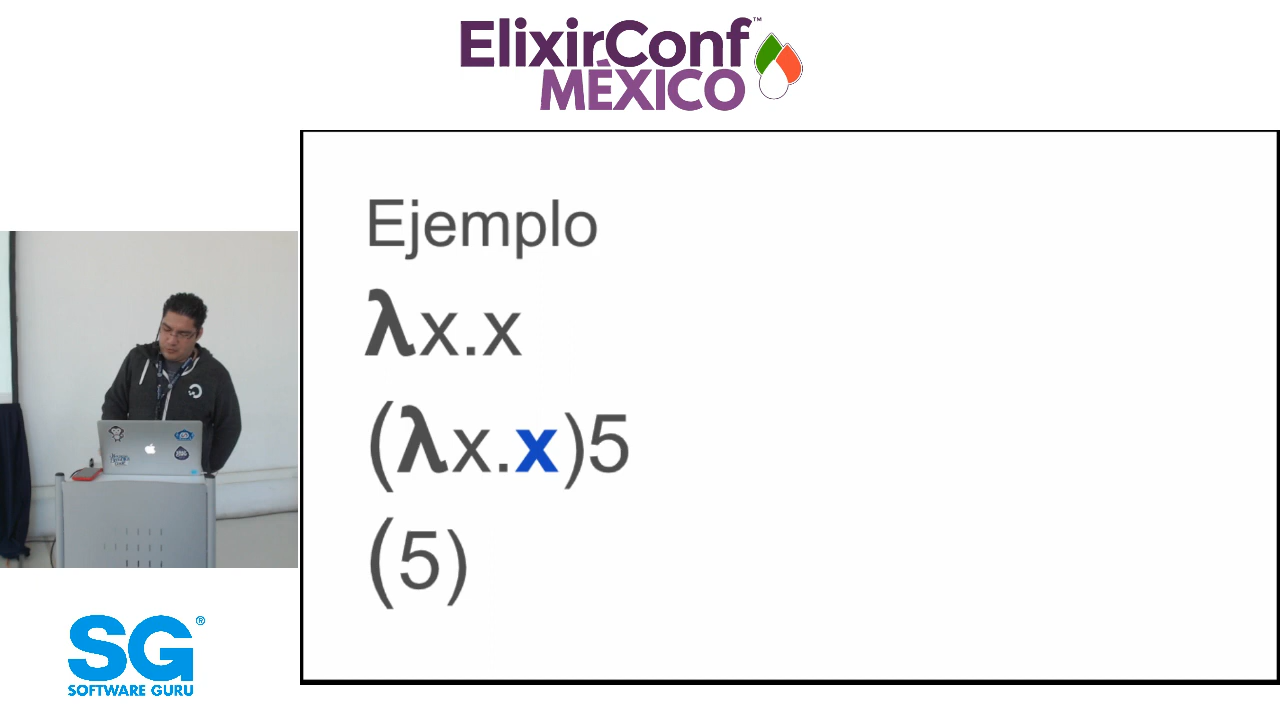 ElixirConf™
MÉXICO
Ejemplo
λx.x
(λx.x)5
(5)
SG®
SOFTWARE GURU